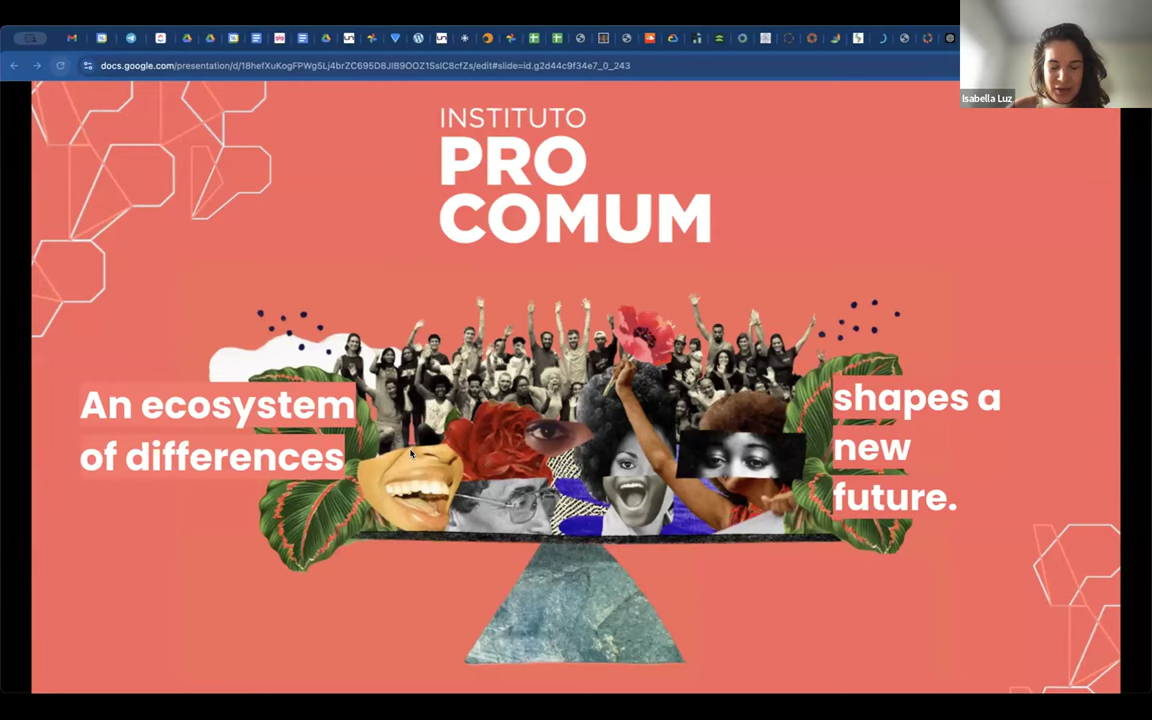 docs.google.com/presentation/d/18hefXuKogFPWg5Lj4brZC695D8JIB9OOZ1SslC8cfZs/edit#slide=id.g2d44c9f34e7_0_243
Isabella Luz
INSTITUTO
PRO
COMUM
An ecosystem
of differences
shapes a
new
future.